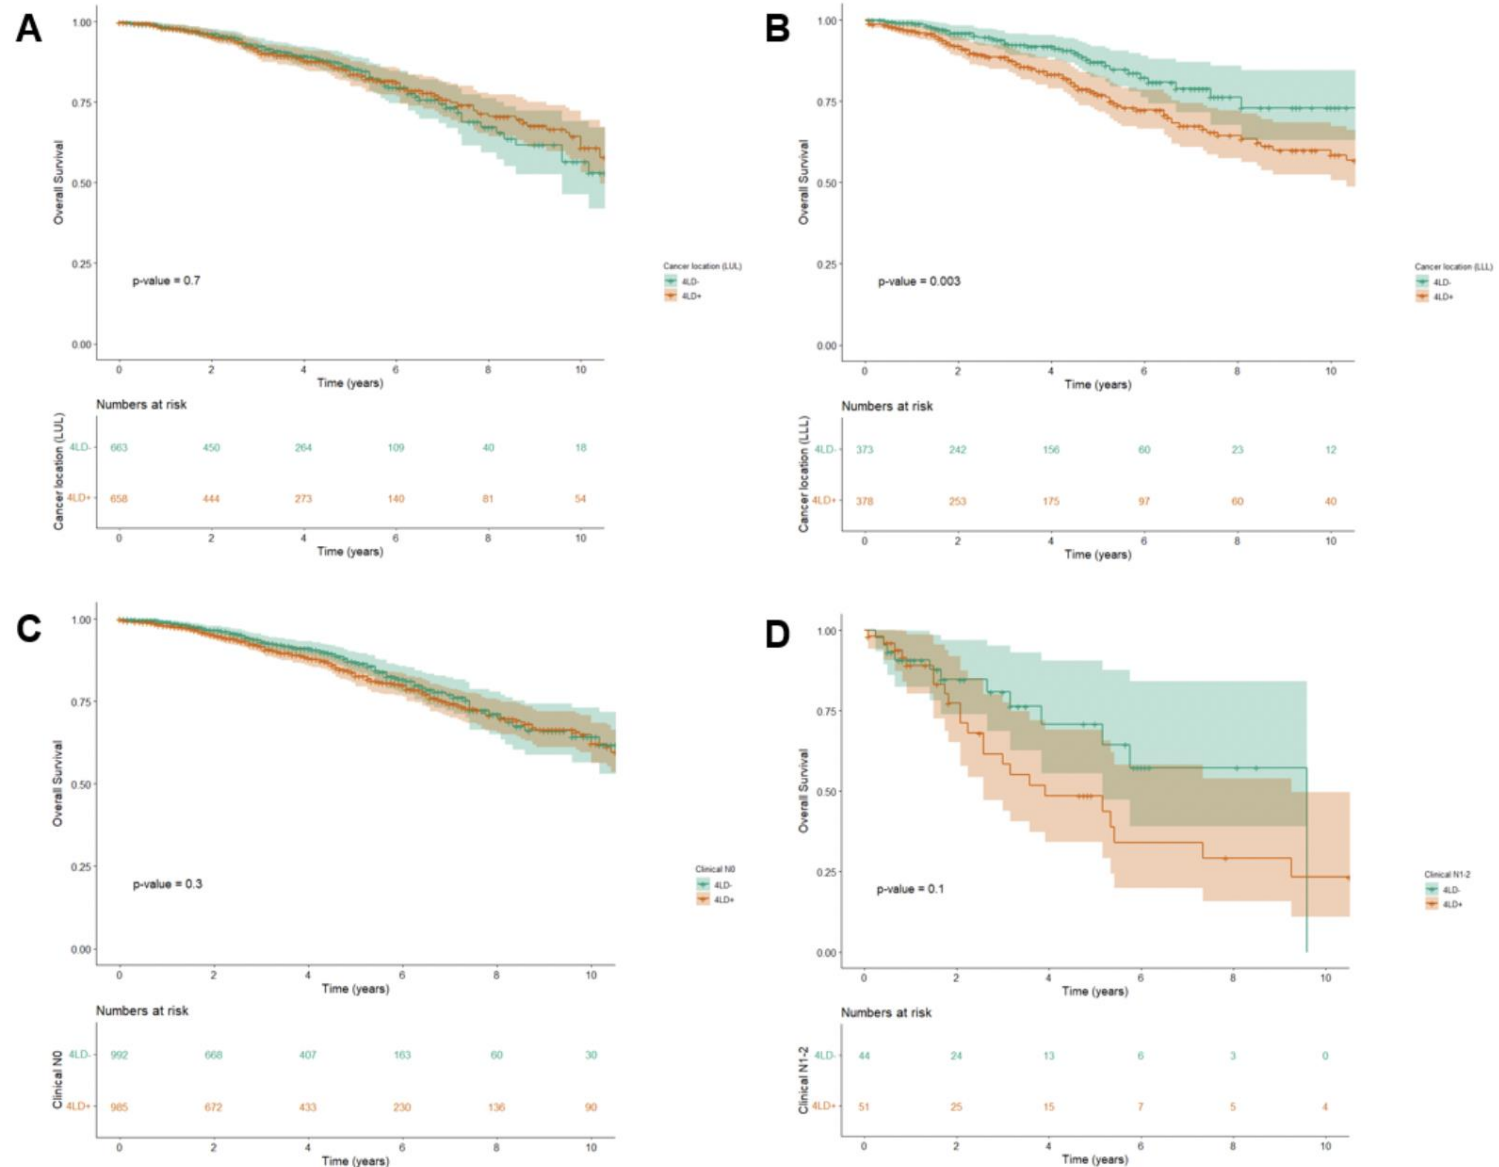 A
1.00
0.75
0.50
0.25
0.00
Overall Survival
p-value = 0.7
0 2 4 6 8 10
Time (years)
Cancer location (LUL)
4LD-
4LD+
Numbers at risk
Cancer location (LUL)
4LD- 663 450 264 109 40 18
4LD+ 658 444 273 140 81 54
0 2 4 6 8 10
Time (years)
B
1.00
0.75
0.50
0.25
0.00
Overall Survival
p-value = 0.003
0 2 4 6 8 10
Time (years)
Cancer location (LLL)
4LD-
4LD+
Numbers at risk
Cancer location (LLL)
4LD- 373 242 156 60 23 12
4LD+ 378 253 175 97 60 40
0 2 4 6 8 10
Time (years)
C
1.00
0.75
0.50
0.25
0.00
Overall Survival
p-value = 0.3
0 2 4 6 8 10
Time (years)
Clinical N0
4LD-
4LD+
Numbers at risk
Clinical N0
4LD- 992 668 407 163 60 30
4LD+ 985 672 433 230 136 90
0 2 4 6 8 10
Time (years)
D
1.00
0.75
0.50
0.25
0.00
Overall Survival
p-value = 0.1
0 2 4 6 8 10
Time (years)
Clinical N1-2
4LD-
4LD+
Numbers at risk
Clinical N1-2
4LD- 44 24 13 6 3 0
4LD+ 51 25 15 7 5 4
0 2 4 6 8 10
Time (years)